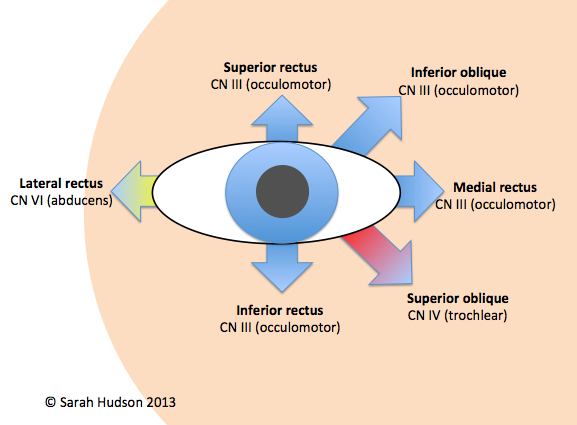 Superior rectus
CN III (occulomotor)
Inferior oblique
CN III (occulomotor)
Lateral rectus
CN VI (abducens)
Medial rectus
CN III (occulomotor)
Superior oblique
CN IV (trochlear)
Inferior rectus
CN III (occulomotor)
© Sarah Hudson 2013